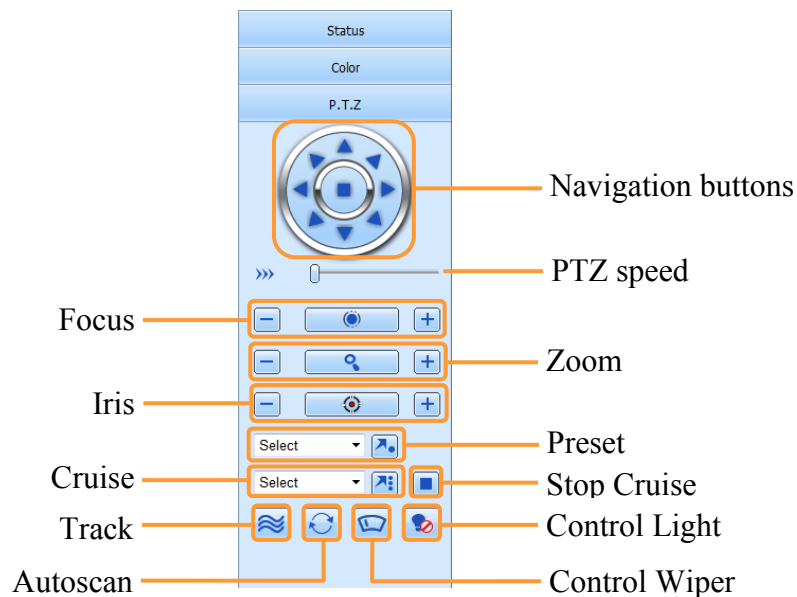 Status
Color
P.T.Z
Navigation buttons
PTZ speed
Focus
Zoom
Iris
Select
Preset
Cruise
Select
Stop Cruise
Track
Control Light
Autoscan
Control Wiper